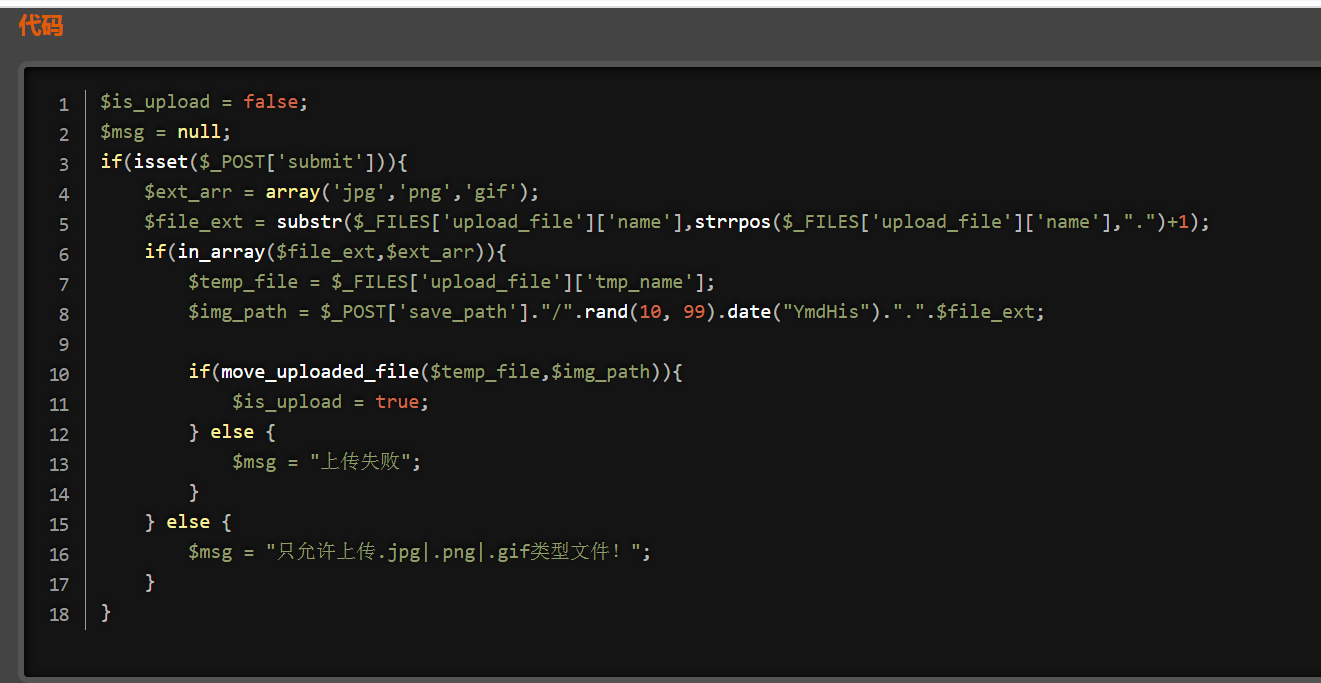 代码
1 $is_upload = false;
2 $msg = null;
3 if(isset($_POST['submit'])){
4     $ext_arr = array('jpg','png','gif');
5     $file_ext = substr($_FILES['upload_file']['name'],strrpos($_FILES['upload_file']['name'],".")+1);
6     if(in_array($file_ext,$ext_arr)){
7         $temp_file = $_FILES['upload_file']['tmp_name'];
8         $img_path = $_POST['save_path']."/".rand(10, 99).date("YmdHis").".".$file_ext;
9
10         if(move_uploaded_file($temp_file,$img_path)){
11             $is_upload = true;
12         } else {
13             $msg = "上传失败";
14         }
15     } else {
16         $msg = "只允许上传.jpg|.png|.gif类型文件！";
17     }
18 }